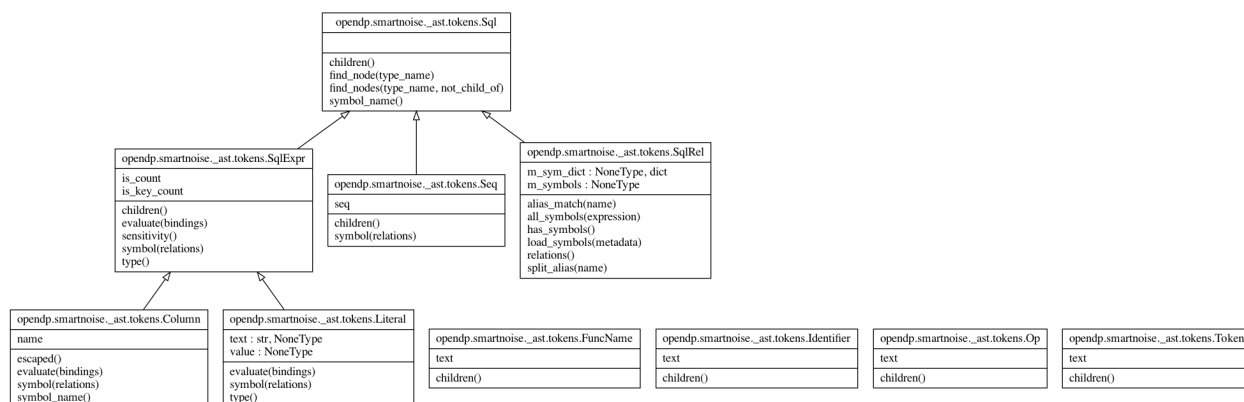 opendp.smartnoise._ast.tokens.Sql
children()
find_node(type_name)
find_nodes(type_name, not_child_of)
symbol_name()
opendp.smartnoise._ast.tokens.SqlExpr
is_count
is_key_count
children()
evaluate(bindings)
sensitivity()
symbol(relations)
type()
opendp.smartnoise._ast.tokens.Seq
seq
children()
symbol(relations)
opendp.smartnoise._ast.tokens.SqlRel
m_sym_dict : NoneType, dict
m_symbols : NoneType
alias_match(name)
all_symbols(expression)
has_symbols()
load_symbols(metadata)
relations()
split_alias(name)
opendp.smartnoise._ast.tokens.Column
name
escaped()
evaluate(bindings)
symbol(relations)
symbol_name()
opendp.smartnoise._ast.tokens.Literal
text : str, NoneType
value : NoneType
evaluate(bindings)
symbol(relations)
type()
opendp.smartnoise._ast.tokens.FuncName
text
children()
opendp.smartnoise._ast.tokens.Identifier
text
children()
opendp.smartnoise._ast.tokens.Op
text
children()
opendp.smartnoise._ast.tokens.Token
text
children()